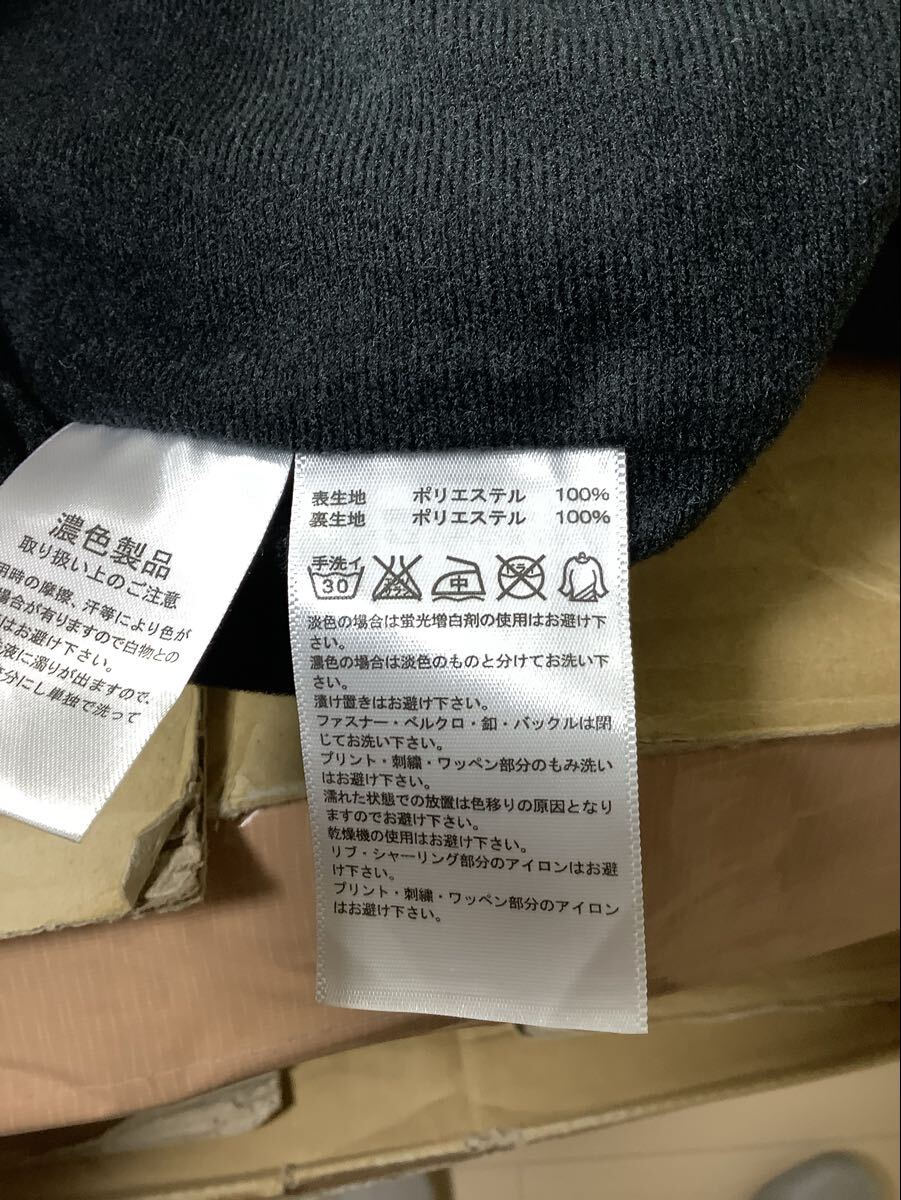 濃色製品
取り扱い上のご注意
用時の摩擦、汗等により色が
場合が有りますので白物との
はお避け下さい。
液に濁りが出ますので、
分にし単独で洗って
表生地 ポリエステル 100%
裏生地 ポリエステル 100%
手洗イ
30
エンソサラシ
中
ドライ
淡色の場合は蛍光増白剤の使用はお避け下
さい。
濃色の場合は淡色のものと分けてお洗い下
さい。
漬け置きはお避け下さい。
ファスナー・ベルクロ・釦・バックルは閉
じてお洗い下さい。
プリント・刺繍・ワッペン部分のもみ洗い
はお避け下さい。
濡れた状態での放置は色移りの原因となり
ますのでお避け下さい。
乾燥機の使用はお避け下さい。
リブ・シャーリング部分のアイロンはお避
け下さい。
プリント・刺繍・ワッペン部分のアイロン
はお避け下さい。